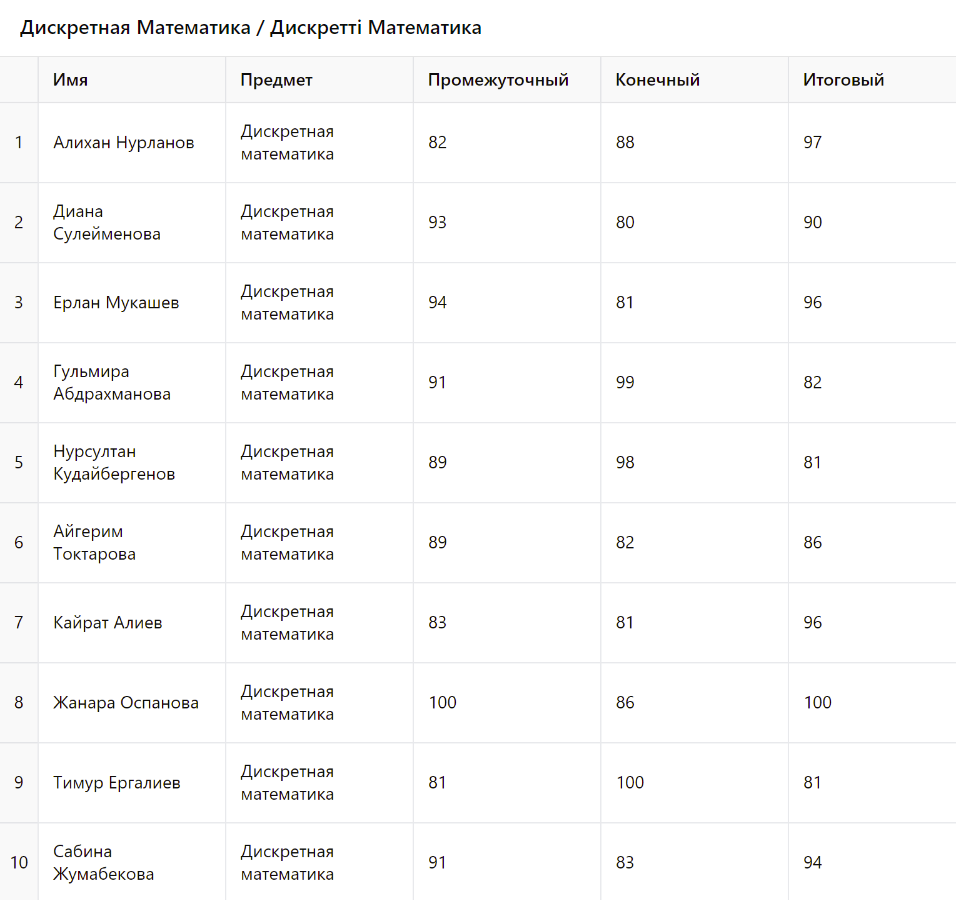 Дискретная Математика / Дискретті Математика
Имя Предмет Промежуточный Конечный Итоговый
1 Алихан Нурланов Дискретная математика 82 88 97
2 Диана Сулейменова Дискретная математика 93 80 90
3 Ерлан Мукашев Дискретная математика 94 81 96
4 Гульмира Абдрахманова Дискретная математика 91 99 82
5 Нурсултан Кудайбергенов Дискретная математика 89 98 81
6 Айгерим Токтарова Дискретная математика 89 82 86
7 Кайрат Алиев Дискретная математика 83 81 96
8 Жанара Оспанова Дискретная математика 100 86 100
9 Тимур Ергалиев Дискретная математика 81 100 81
10 Сабина Жумабекова Дискретная математика 91 83 94